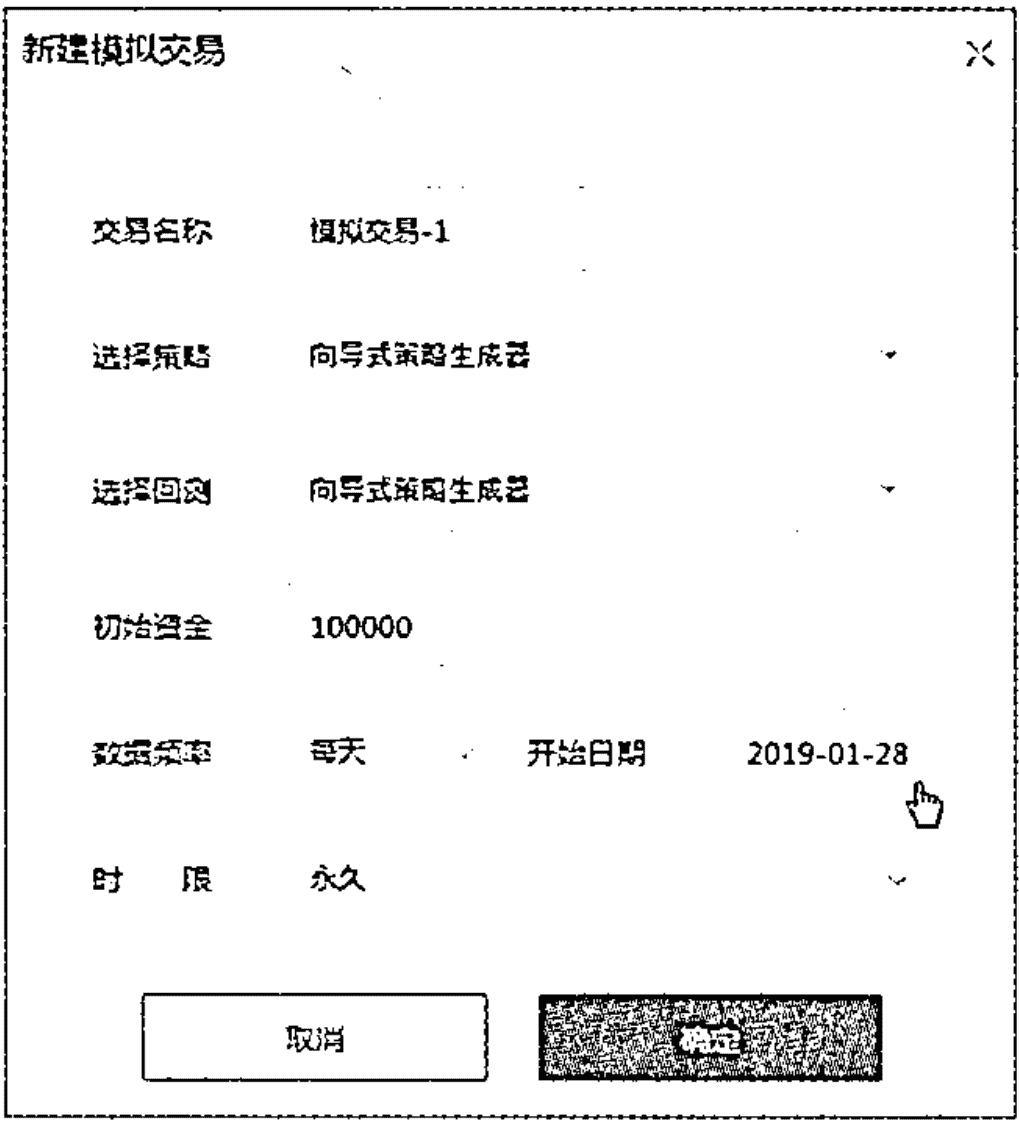 新建模拟交易
交易名称 模拟交易-1
选择策略 向导式策略生成器
选择回测 向导式策略生成器
初始资金 100000
数据频率 每天 开始日期 2019-01-28
时 限 永久
取消 确定